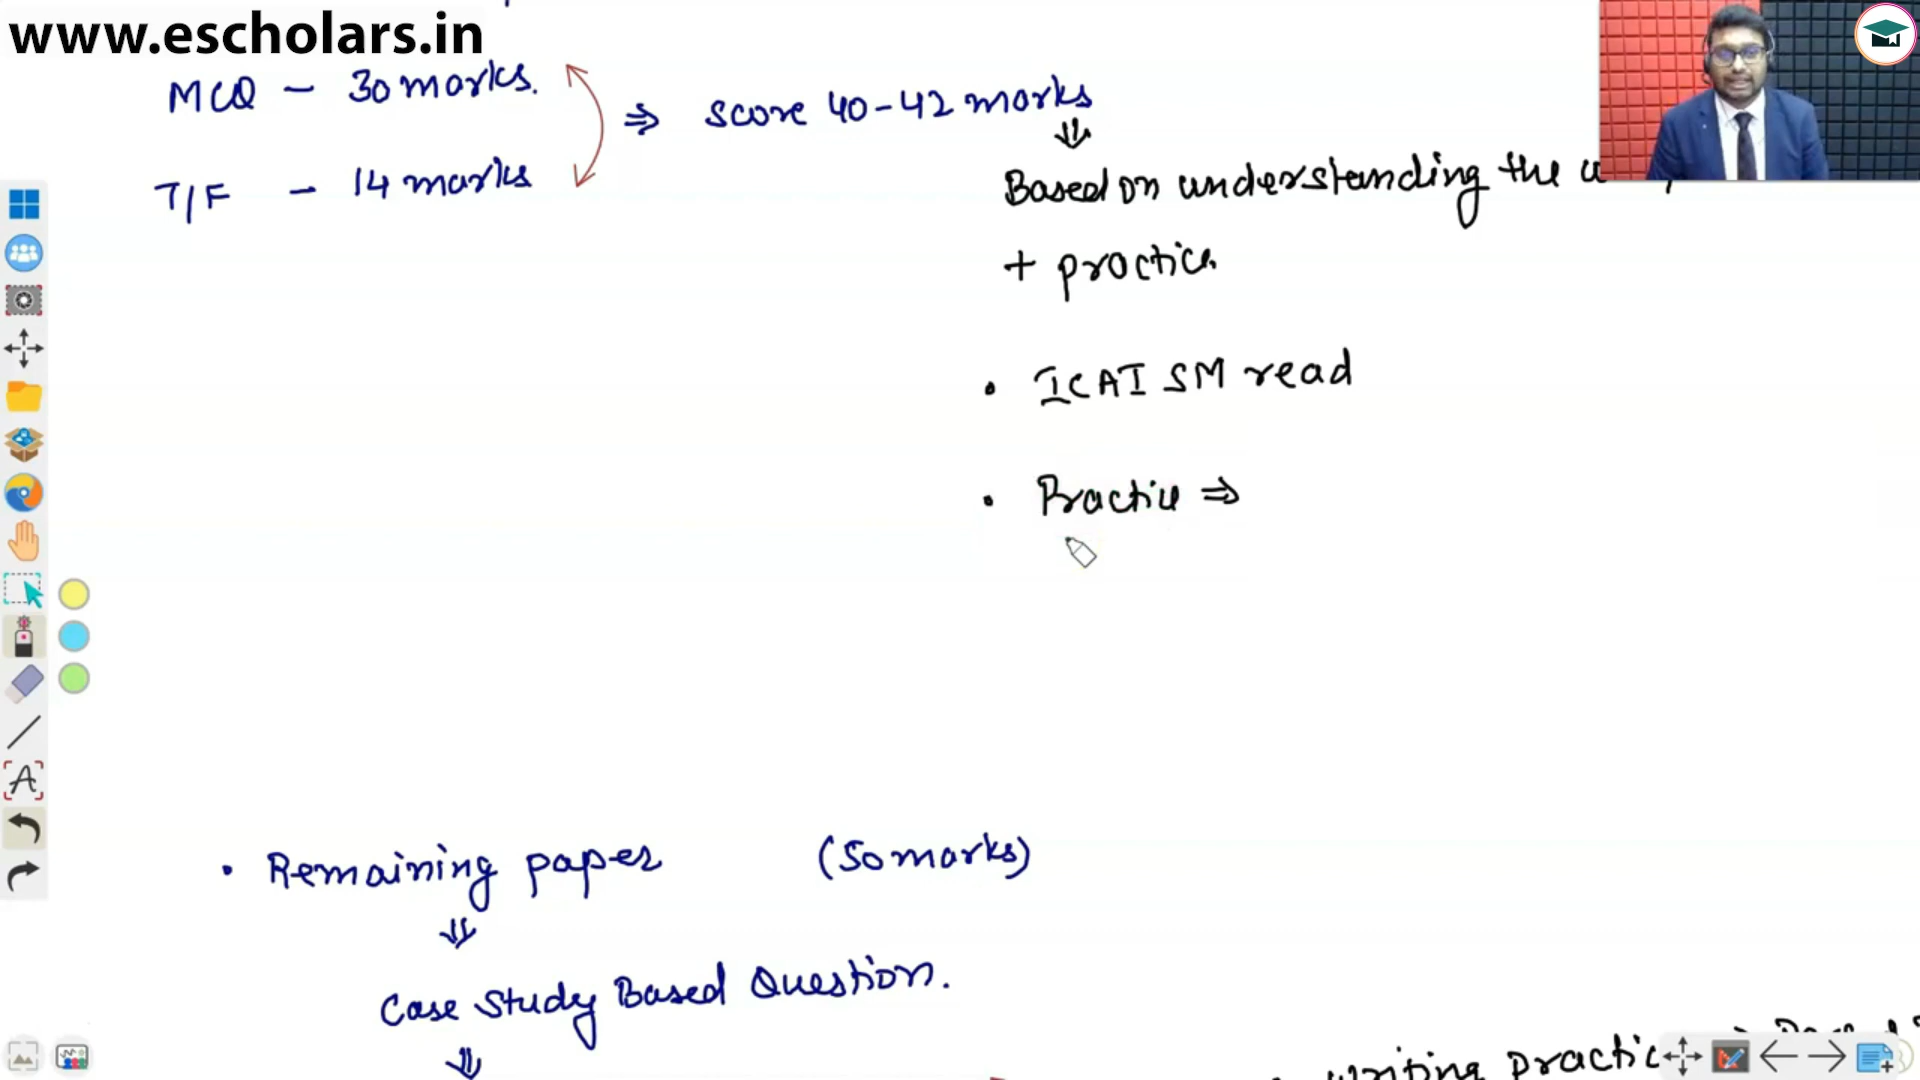 www.escholars.in
MCQ - 30 marks.
T/F - 14 marks
⇒ score 40-42 marks
⇓
Based on understanding the
+ practice
• ICAI SM read
• Practice ⇒
• Remaining paper (50 marks)
⇓
Case Study Based Question.
⇓
writing practic